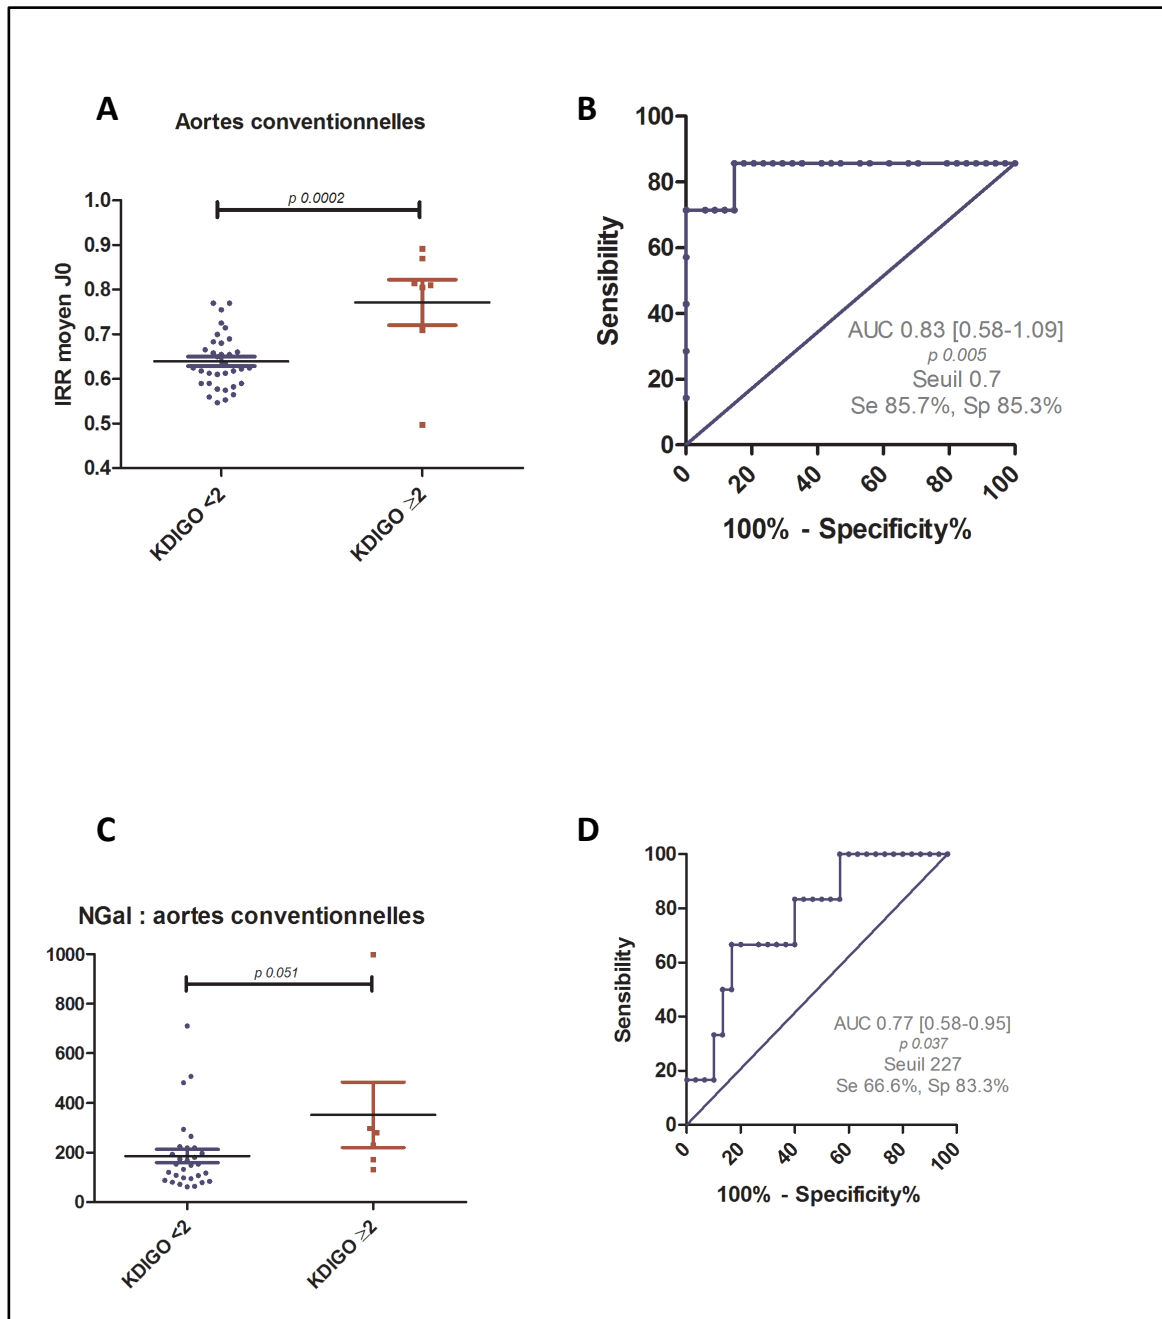 A
Aortes conventionnelles
p 0.0002
IRR moyen J0
1.0
0.9
0.8
0.7
0.6
0.5
0.4
KDIGO <2
KDIGO ≥2
B
Sensibility
100
80
60
40
20
0
AUC 0.83 [0.58-1.09]
p 0.005
Seuil 0.7
Se 85.7%, Sp 85.3%
0 20 40 60 80 100
100% - Specificity%
C
NGal : aortes conventionnelles
p 0.051
1000
800
600
400
200
0
KDIGO <2
KDIGO ≥2
D
Sensibility
100
80
60
40
20
0
AUC 0.77 [0.58-0.95]
p 0.037
Seuil 227
Se 66.6%, Sp 83.3%
0 20 40 60 80 100
100% - Specificity%